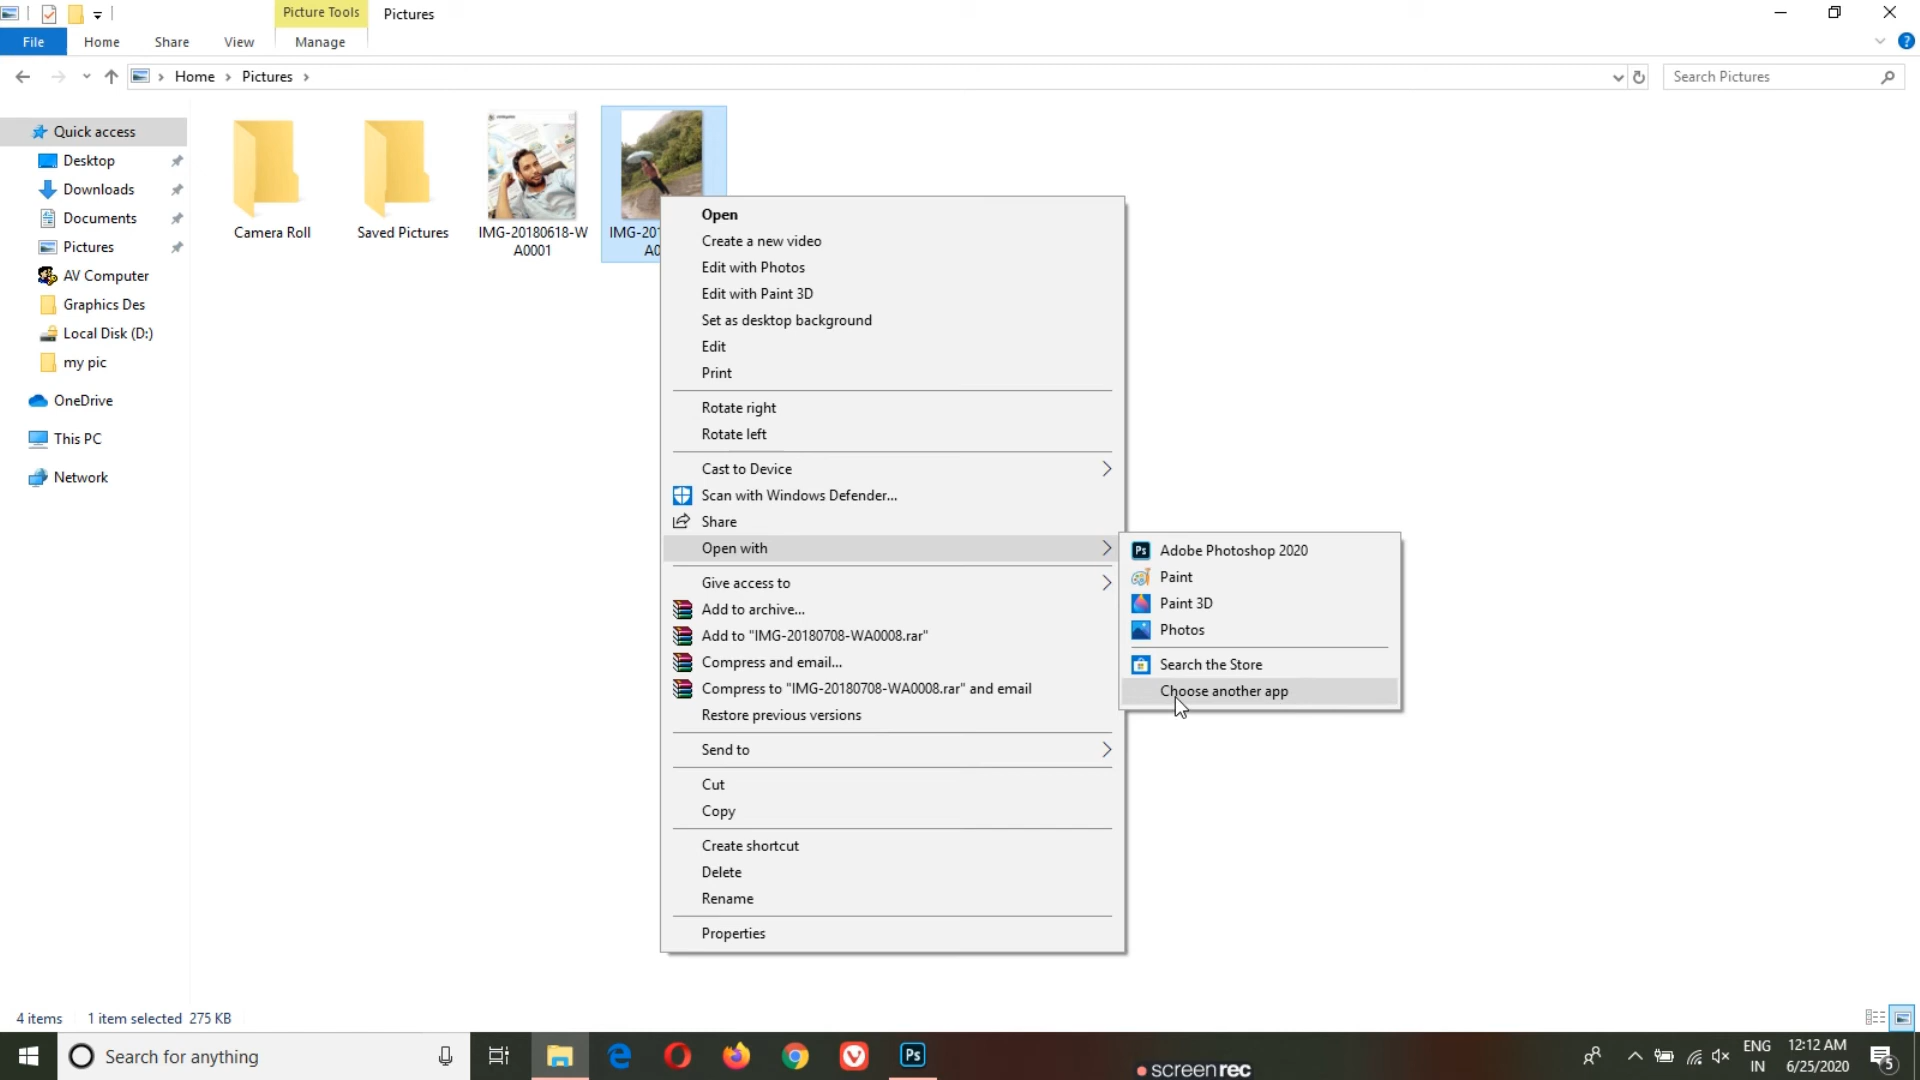 Picture Tools
Pictures
File
Home
Share
View
Manage
Home
Pictures
Search Pictures
Quick access
Desktop
Downloads
Documents
Pictures
AV Computer
Graphics Des
Local Disk (D:)
my pic
OneDrive
This PC
Network
Camera Roll
Saved Pictures
IMG-20180618-W
A0001
IMG-201
A0
Open
Create a new video
Edit with Photos
Edit with Paint 3D
Set as desktop background
Edit
Print
Rotate right
Rotate left
Cast to Device
Scan with Windows Defender...
Share
Open with
Give access to
Add to archive...
Add to "IMG-20180708-WA0008.rar"
Compress and email...
Compress to "IMG-20180708-WA0008.rar" and email
Restore previous versions
Send to
Cut
Copy
Create shortcut
Delete
Rename
Properties
Ps Adobe Photoshop 2020
Paint
Paint 3D
Photos
Search the Store
Choose another app
4 items
1 item selected 275 KB
Search for anything
Ps
screenrec
ENG
IN
12:12 AM
6/25/2020
5